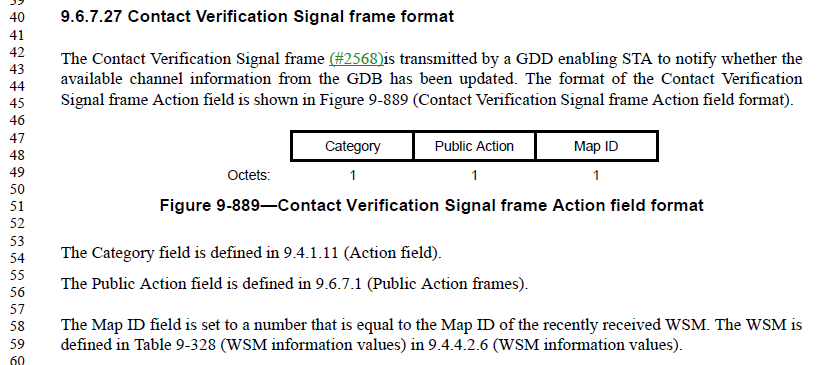 39
40 9.6.7.27 Contact Verification Signal frame format
41
42 The Contact Verification Signal frame (#2568)is transmitted by a GDD enabling STA to notify whether the
43 available channel information from the GDB has been updated. The format of the Contact Verification
44
45 Signal frame Action field is shown in Figure 9-889 (Contact Verification Signal frame Action field format).
46
47 Category Public Action Map ID
48
49 Octets: 1 1 1
50
51 Figure 9-889—Contact Verification Signal frame Action field format
52
53
54 The Category field is defined in 9.4.1.11 (Action field).
55
56 The Public Action field is defined in 9.6.7.1 (Public Action frames).
57
58 The Map ID field is set to a number that is equal to the Map ID of the recently received WSM. The WSM is
59 defined in Table 9-328 (WSM information values) in 9.4.4.2.6 (WSM information values).
60